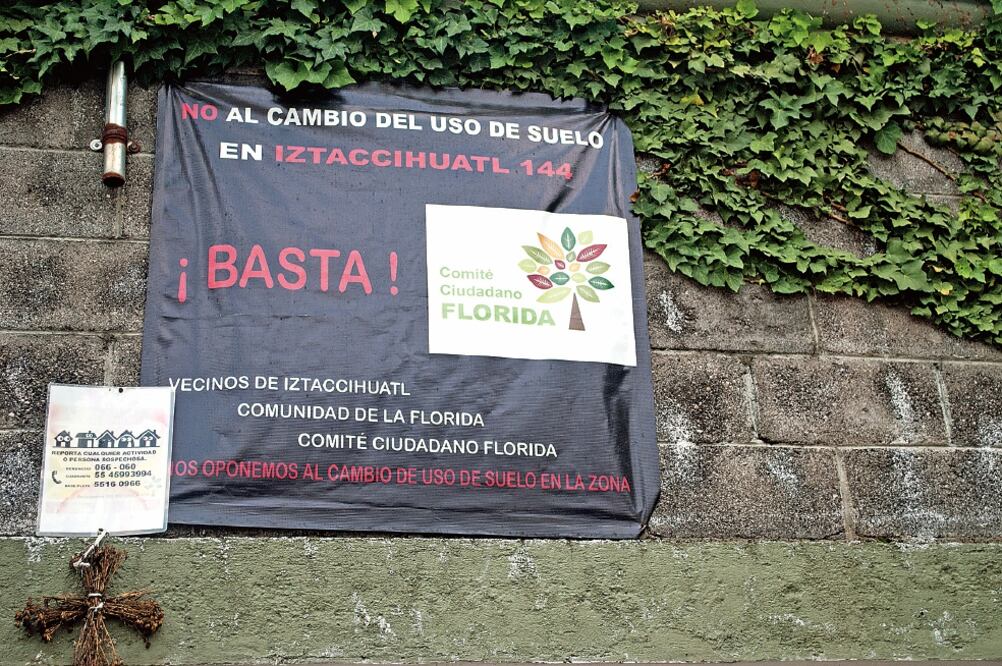 NO AL CAMBIO DEL USO DE SUELO
EN IZTACCIHUATL 144
¡BASTA!
Comité
Ciudadano
FLORIDA
VECINOS DE IZTACCIHUATL
COMUNIDAD DE LA FLORIDA
COMITÉ CIUDADANO FLORIDA
NOS OPONEMOS AL CAMBIO DE USO DE SUELO EN LA ZONA
REPORTA CUALQUIER ACTIVIDAD
O PERSONA SOSPECHOSA.
066 - 060
55 45993994
5516 0966